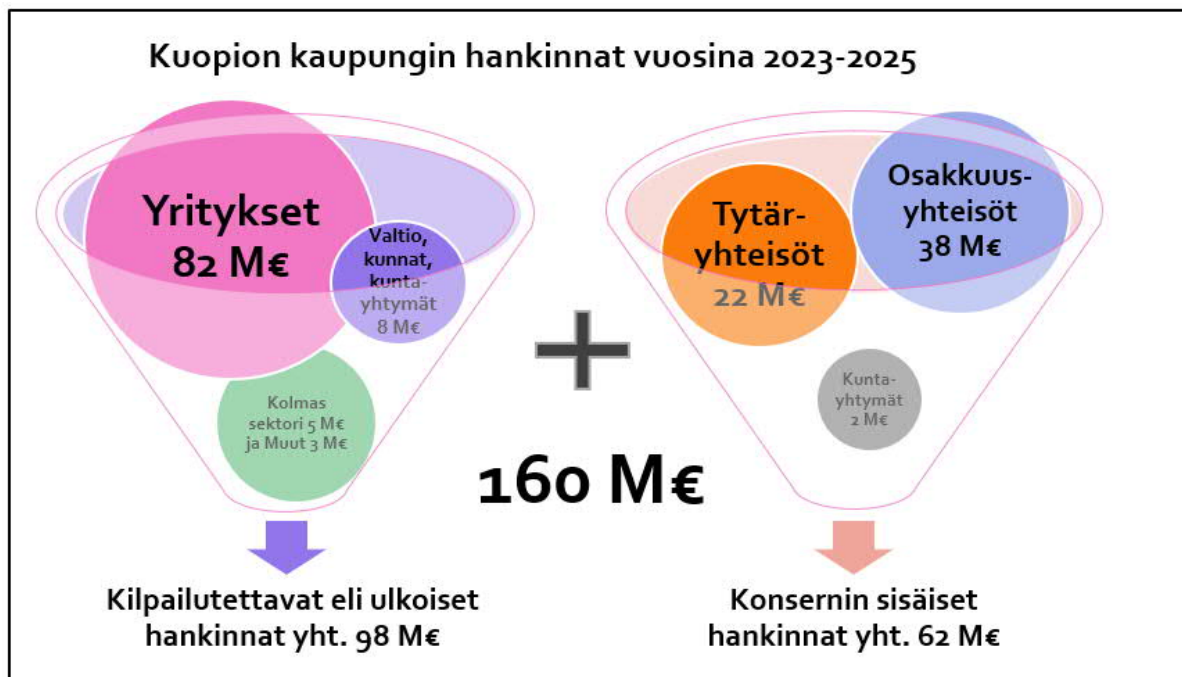 Kuopion kaupungin hankinnat vuosina 2023-2025
Yritykset
82 M€
Valtio,
kunnat,
kunta-
yhtymät
8 M€
Kolmas
sektori 5 M€
ja Muut 3 M€
Kilpailutettavat eli ulkoiset
hankinnat yht. 98 M€
160 M€
Tytär-
yhteisöt
22 M€
Osakkuus-
yhteisöt
38 M€
Kunta-
yhtymät
2 M€
Konsernin sisäiset
hankinnat yht. 62 M€